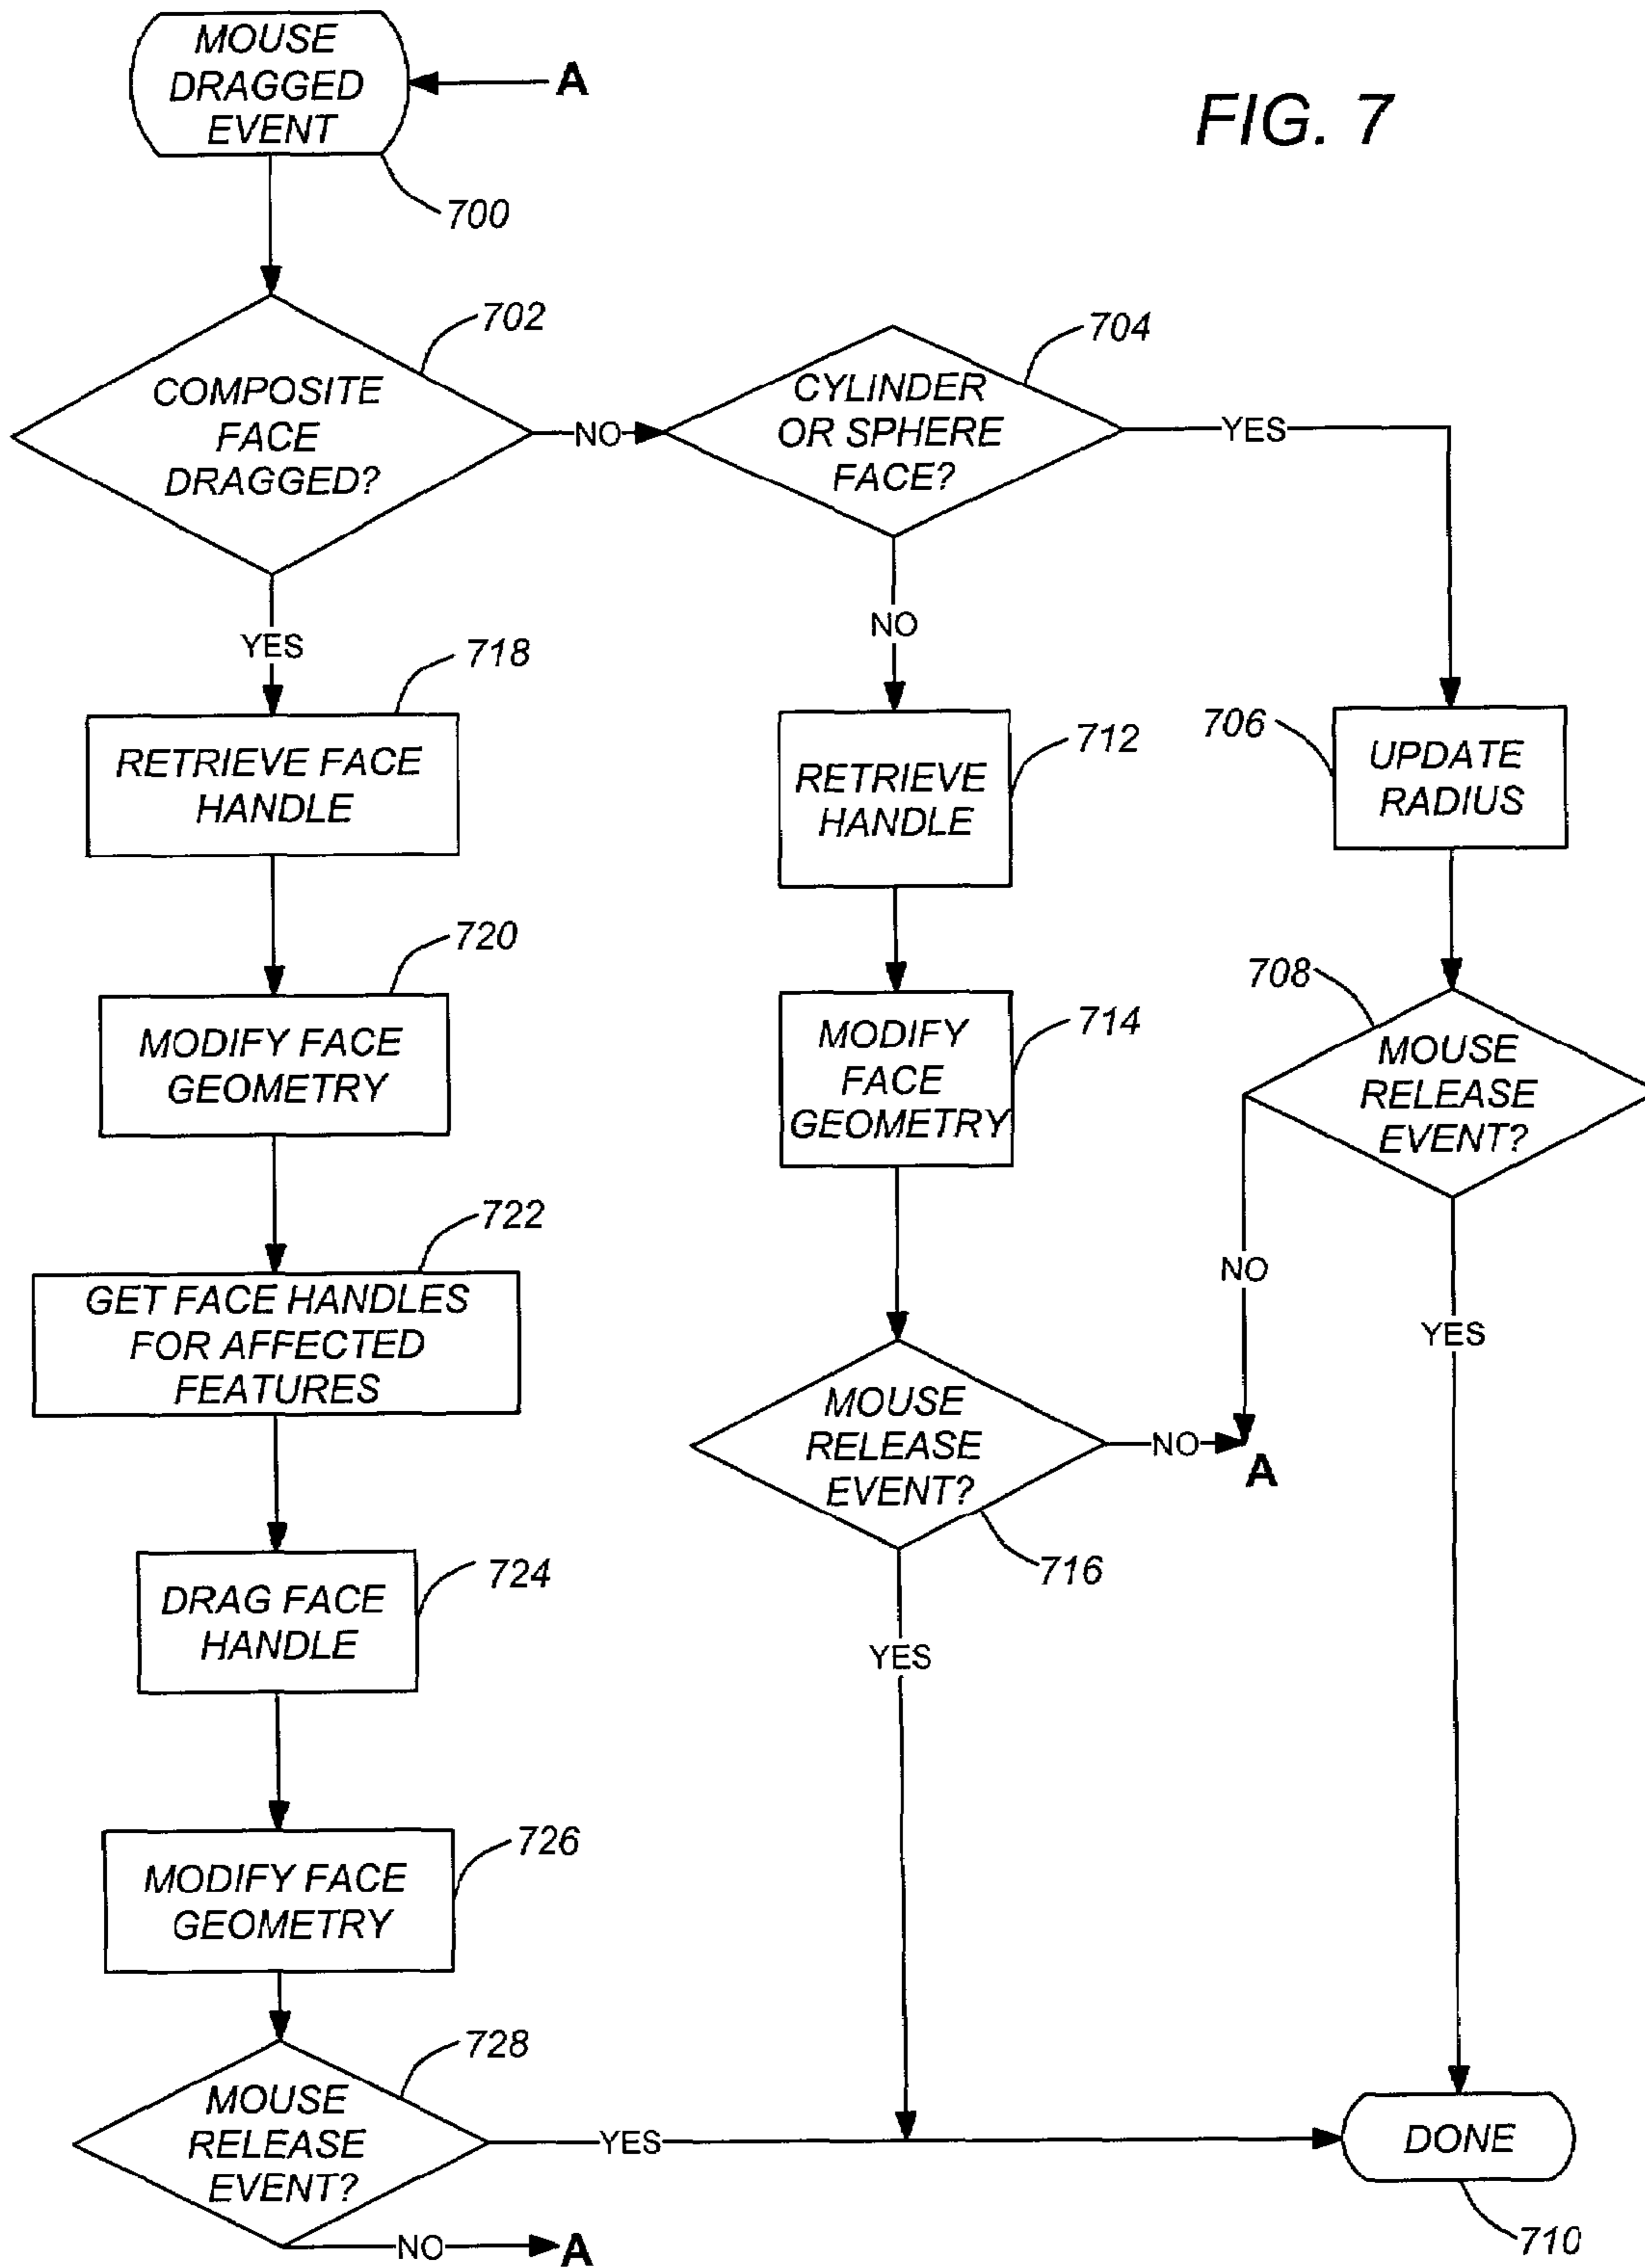 MOUSE
DRAGGED
EVENT
A
FIG. 7
700
702
COMPOSITE
FACE
DRAGGED?
NO
704
CYLINDER
OR SPHERE
FACE?
YES
YES
NO
718
RETRIEVE FACE
HANDLE
712
RETRIEVE
HANDLE
706
UPDATE
RADIUS
720
MODIFY FACE
GEOMETRY
714
MODIFY
FACE
GEOMETRY
708
MOUSE
RELEASE
EVENT?
NO
YES
722
GET FACE HANDLES
FOR AFFECTED
FEATURES
MOUSE
RELEASE
EVENT?
NO
A
716
YES
724
DRAG FACE
HANDLE
726
MODIFY FACE
GEOMETRY
728
MOUSE
RELEASE
EVENT?
YES
NO
A
DONE
710